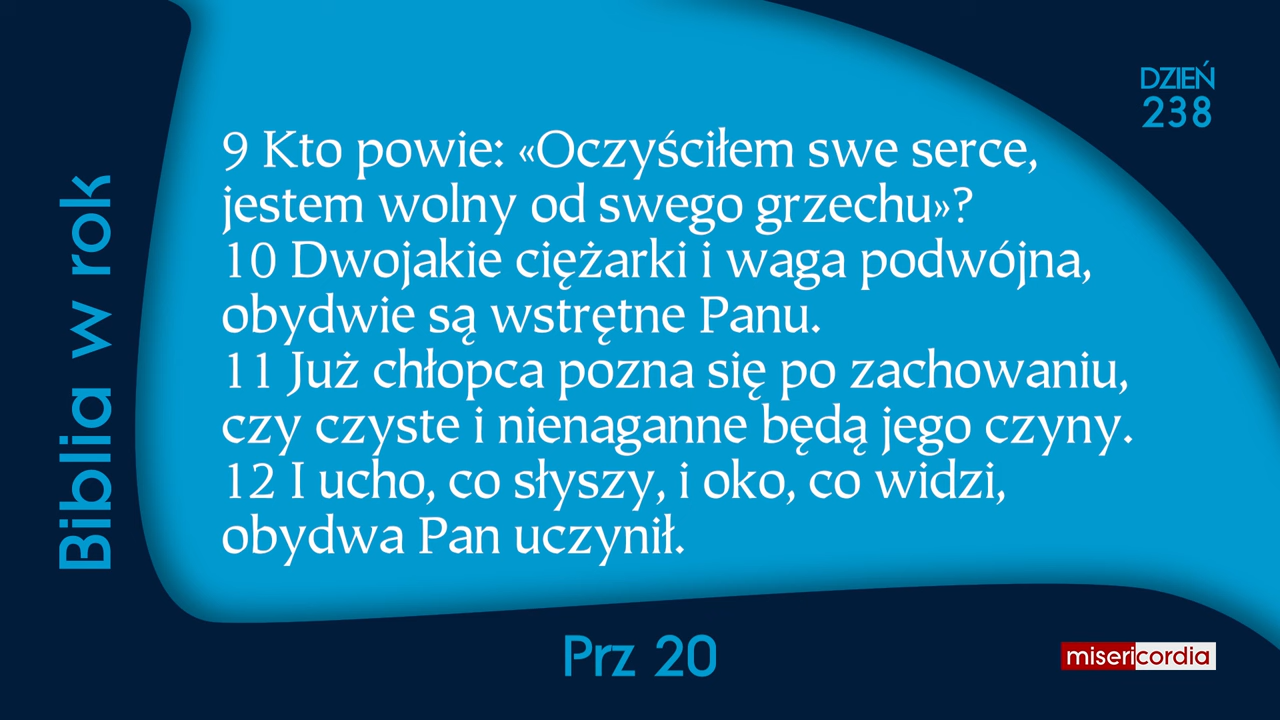 DZIEŃ
238
9 Kto powie: «Oczyściłem swe serce,
jestem wolny od swego grzechu»?
10 Dwojakie ciężarki i waga podwójna,
obydwie są wstrętne Panu.
11 Już chłopca pozna się po zachowaniu,
czy czyste i nienaganne będą jego czyny.
12 I ucho, co słyszy, i oko, co widzi,
obydwa Pan uczynił.
Biblia w rok
Prz 20
misericordia